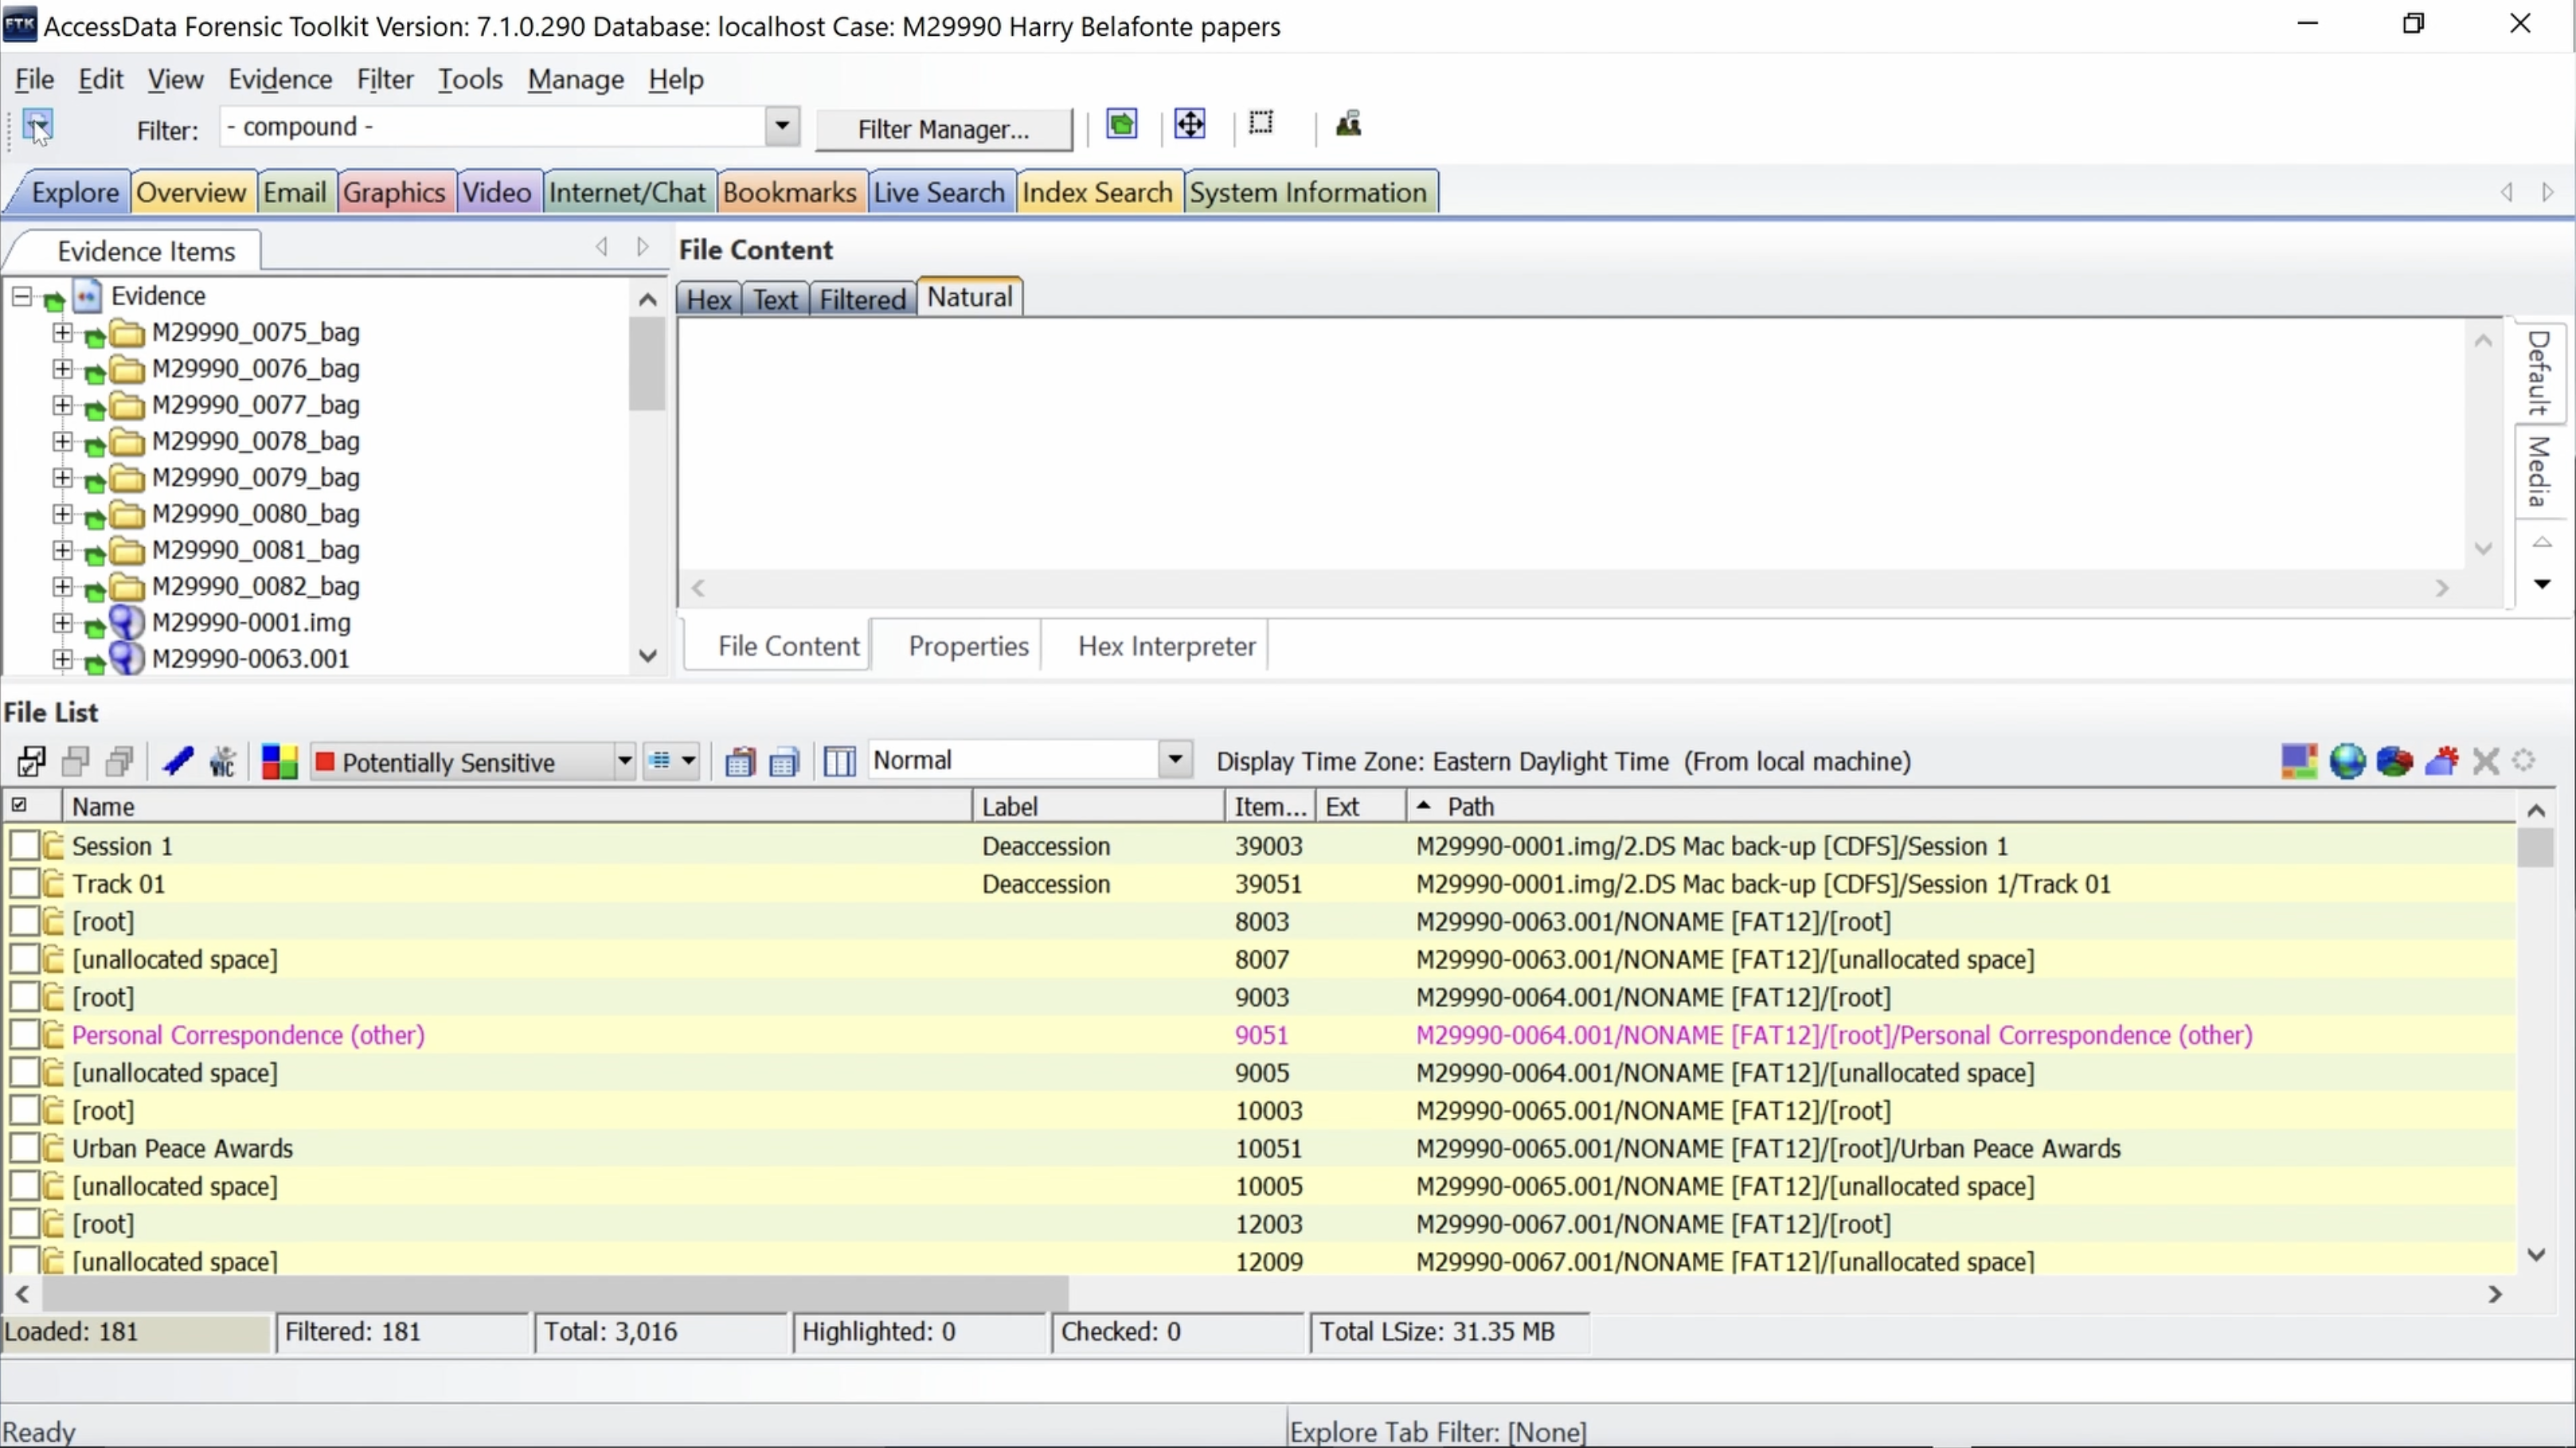 FTK AccessData Forensic Toolkit Version: 7.1.0.290 Database: localhost Case: M29990 Harry Belafonte papers
File Edit View Evidence Filter Tools Manage Help
Filter: - compound - Filter Manager...
Explore Overview Email Graphics Video Internet/Chat Bookmarks Live Search Index Search System Information
Evidence Items
Evidence
M29990_0075_bag
M29990_0076_bag
M29990_0077_bag
M29990_0078_bag
M29990_0079_bag
M29990_0080_bag
M29990_0081_bag
M29990_0082_bag
M29990-0001.img
M29990-0063.001
File Content
Hex Text Filtered Natural
Default
Media
File Content Properties Hex Interpreter
File List
Potentially Sensitive Normal Display Time Zone: Eastern Daylight Time (From local machine)
Name Label Item... Ext Path
Session 1 Deaccession 39003 M29990-0001.img/2.DS Mac back-up [CDFS]/Session 1
Track 01 Deaccession 39051 M29990-0001.img/2.DS Mac back-up [CDFS]/Session 1/Track 01
[root] 8003 M29990-0063.001/NONAME [FAT12]/[root]
[unallocated space] 8007 M29990-0063.001/NONAME [FAT12]/[unallocated space]
[root] 9003 M29990-0064.001/NONAME [FAT12]/[root]
Personal Correspondence (other) 9051 M29990-0064.001/NONAME [FAT12]/[root]/Personal Correspondence (other)
[unallocated space] 9005 M29990-0064.001/NONAME [FAT12]/[unallocated space]
[root] 10003 M29990-0065.001/NONAME [FAT12]/[root]
Urban Peace Awards 10051 M29990-0065.001/NONAME [FAT12]/[root]/Urban Peace Awards
[unallocated space] 10005 M29990-0065.001/NONAME [FAT12]/[unallocated space]
[root] 12003 M29990-0067.001/NONAME [FAT12]/[root]
[unallocated space] 12009 M29990-0067.001/NONAME [FAT12]/[unallocated space]
Loaded: 181 Filtered: 181 Total: 3,016 Highlighted: 0 Checked: 0 Total LSize: 31.35 MB
Ready Explore Tab Filter: [None]